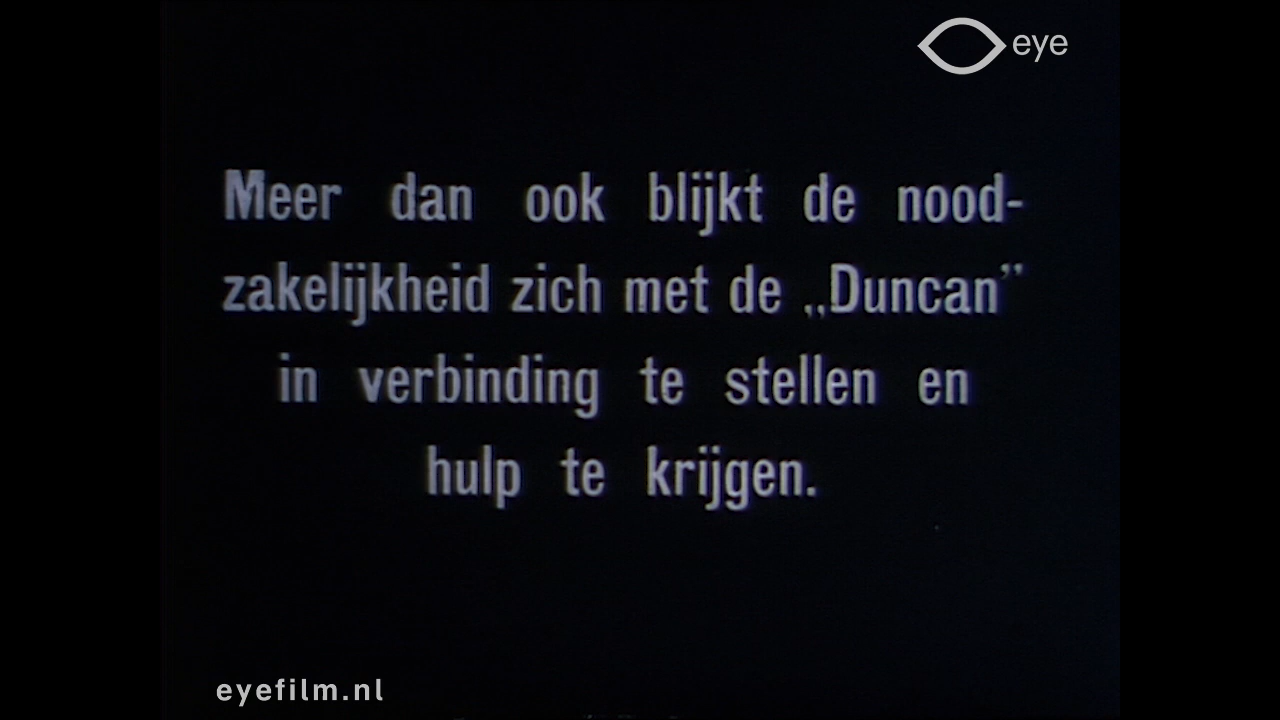 eye
Meer dan ook blijkt de nood-
zakelijkheid zich met de „Duncan”
in verbinding te stellen en
hulp te krijgen.
eyefilm.nl